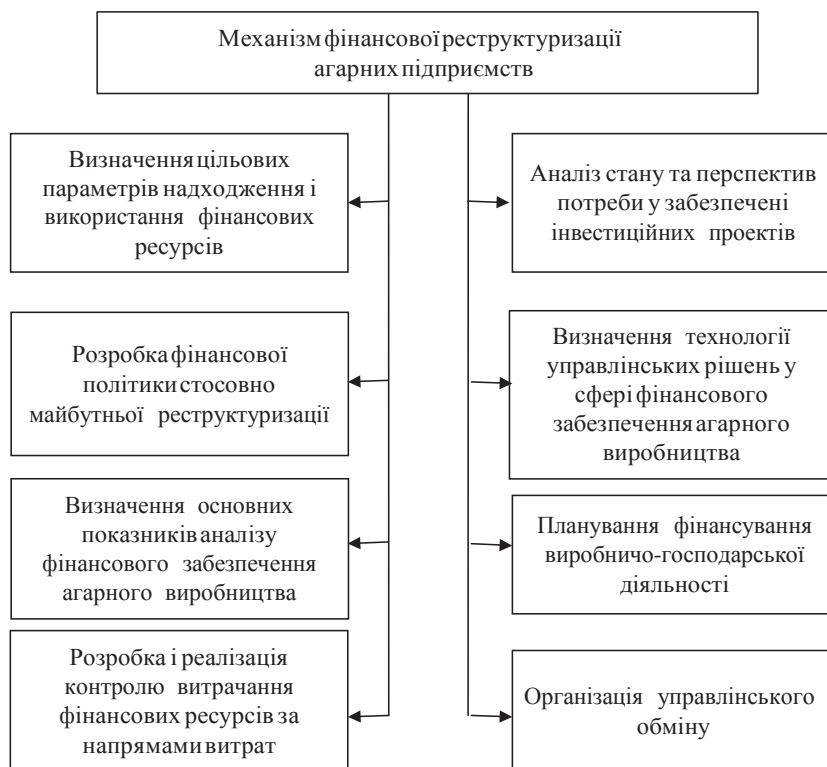 Механізм фінансової реструктуризації
агарних підприємств
Визначення цільових
параметрів надходження і
використання фінансових
ресурсів
Розробка фінансової
політики стосовно
майбутньої реструктуризації
Визначення основних
показників аналізу
фінансового забезпечення
агарного виробництва
Розробка і реалізація
контролю витрачання
фінансових ресурсів за
напрямами витрат
Аналіз стану та перспектив
потреби у забезпечені
інвестиційних проектів
Визначення технології
управлінських рішень у
сфері фінансового
забезпечення агарного
виробництва
Планування фінансування
виробничо-господарської
діяльності
Організація управлінського
обміну